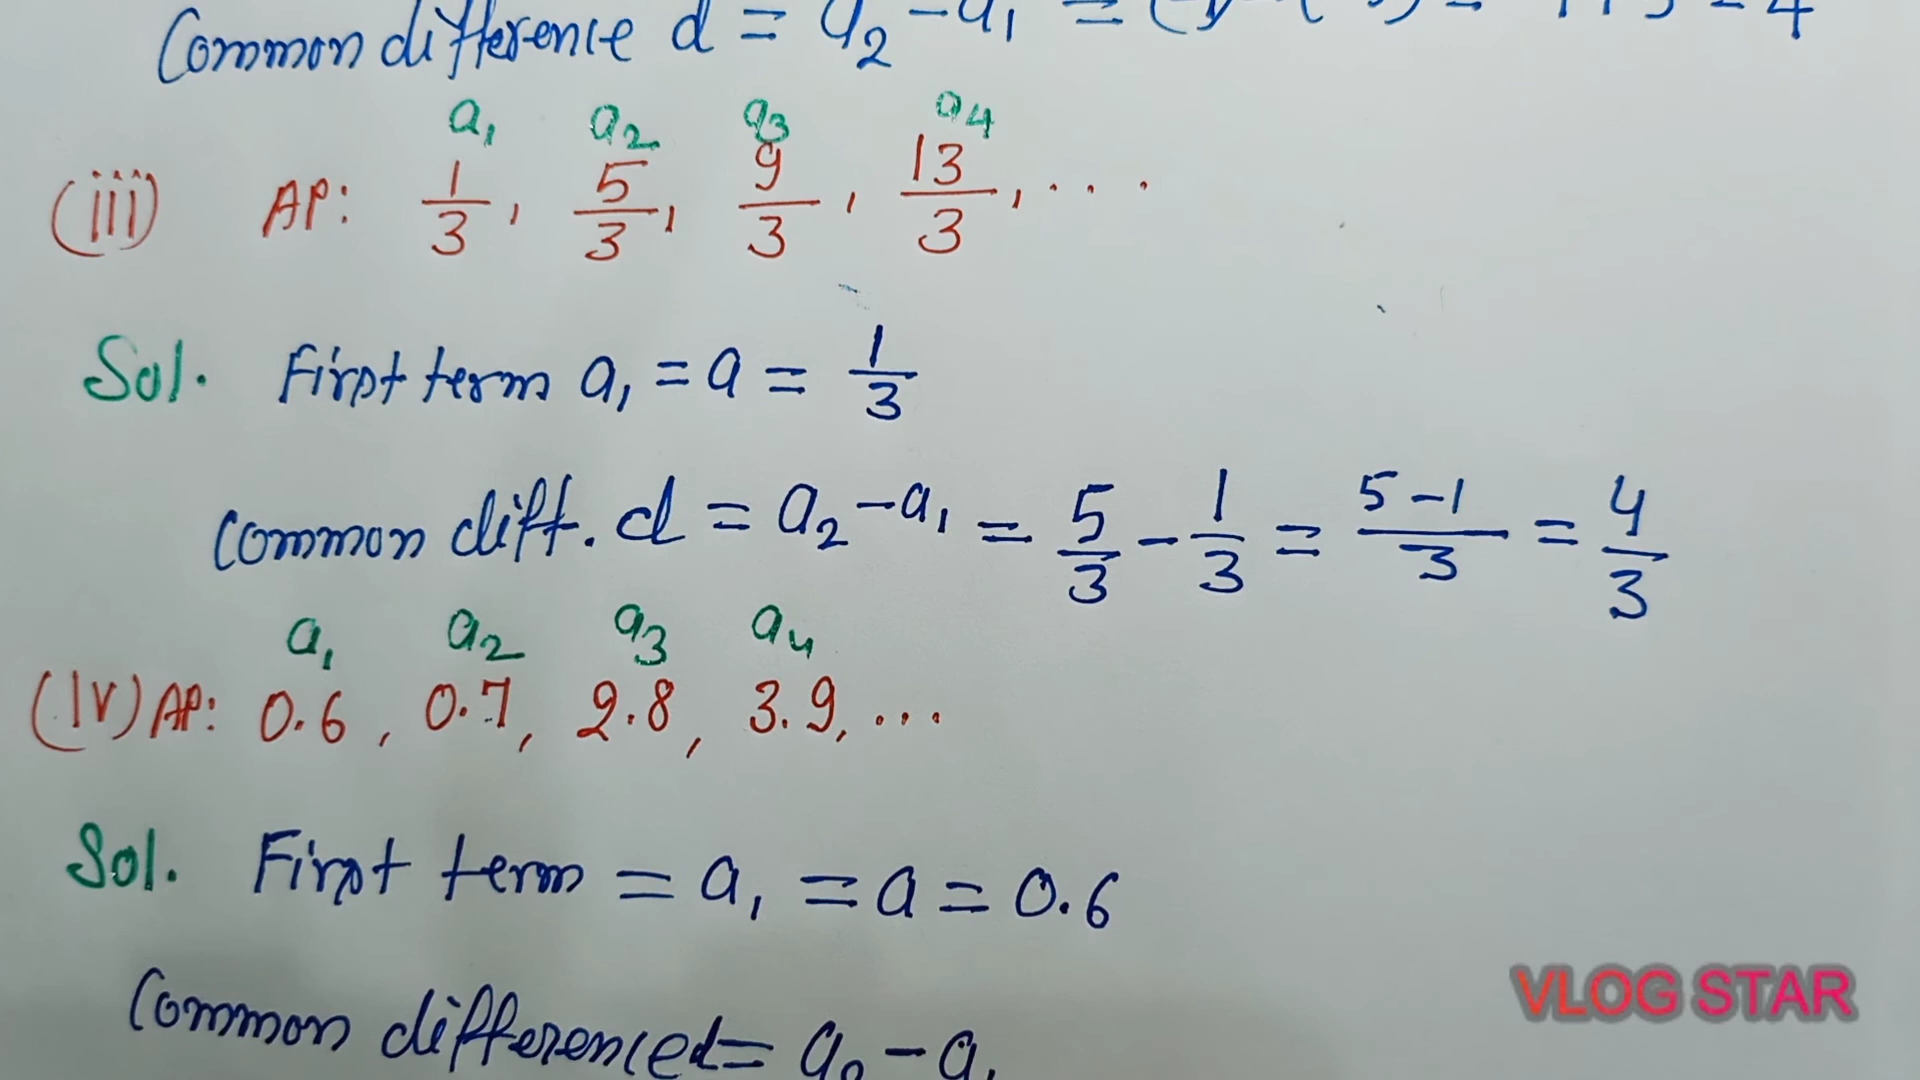 Common difference d = a₂ - a₁ = = 4
a₁ a₂ a₃ a₄
(iii) AP: 1/3, 5/3, 9/3, 13/3, ....
Sol. First term a₁ = a = 1/3
Common diff. d = a₂ - a₁ = 5/3 - 1/3 = 5-1/3 = 4/3
a₁ a₂ a₃ a₄
(iv) AP: 0.6, 0.7, 2.8, 3.9, ...
Sol. First term = a₁ = a = 0.6
Common difference d = a₂ - a₁
VLOG STAR